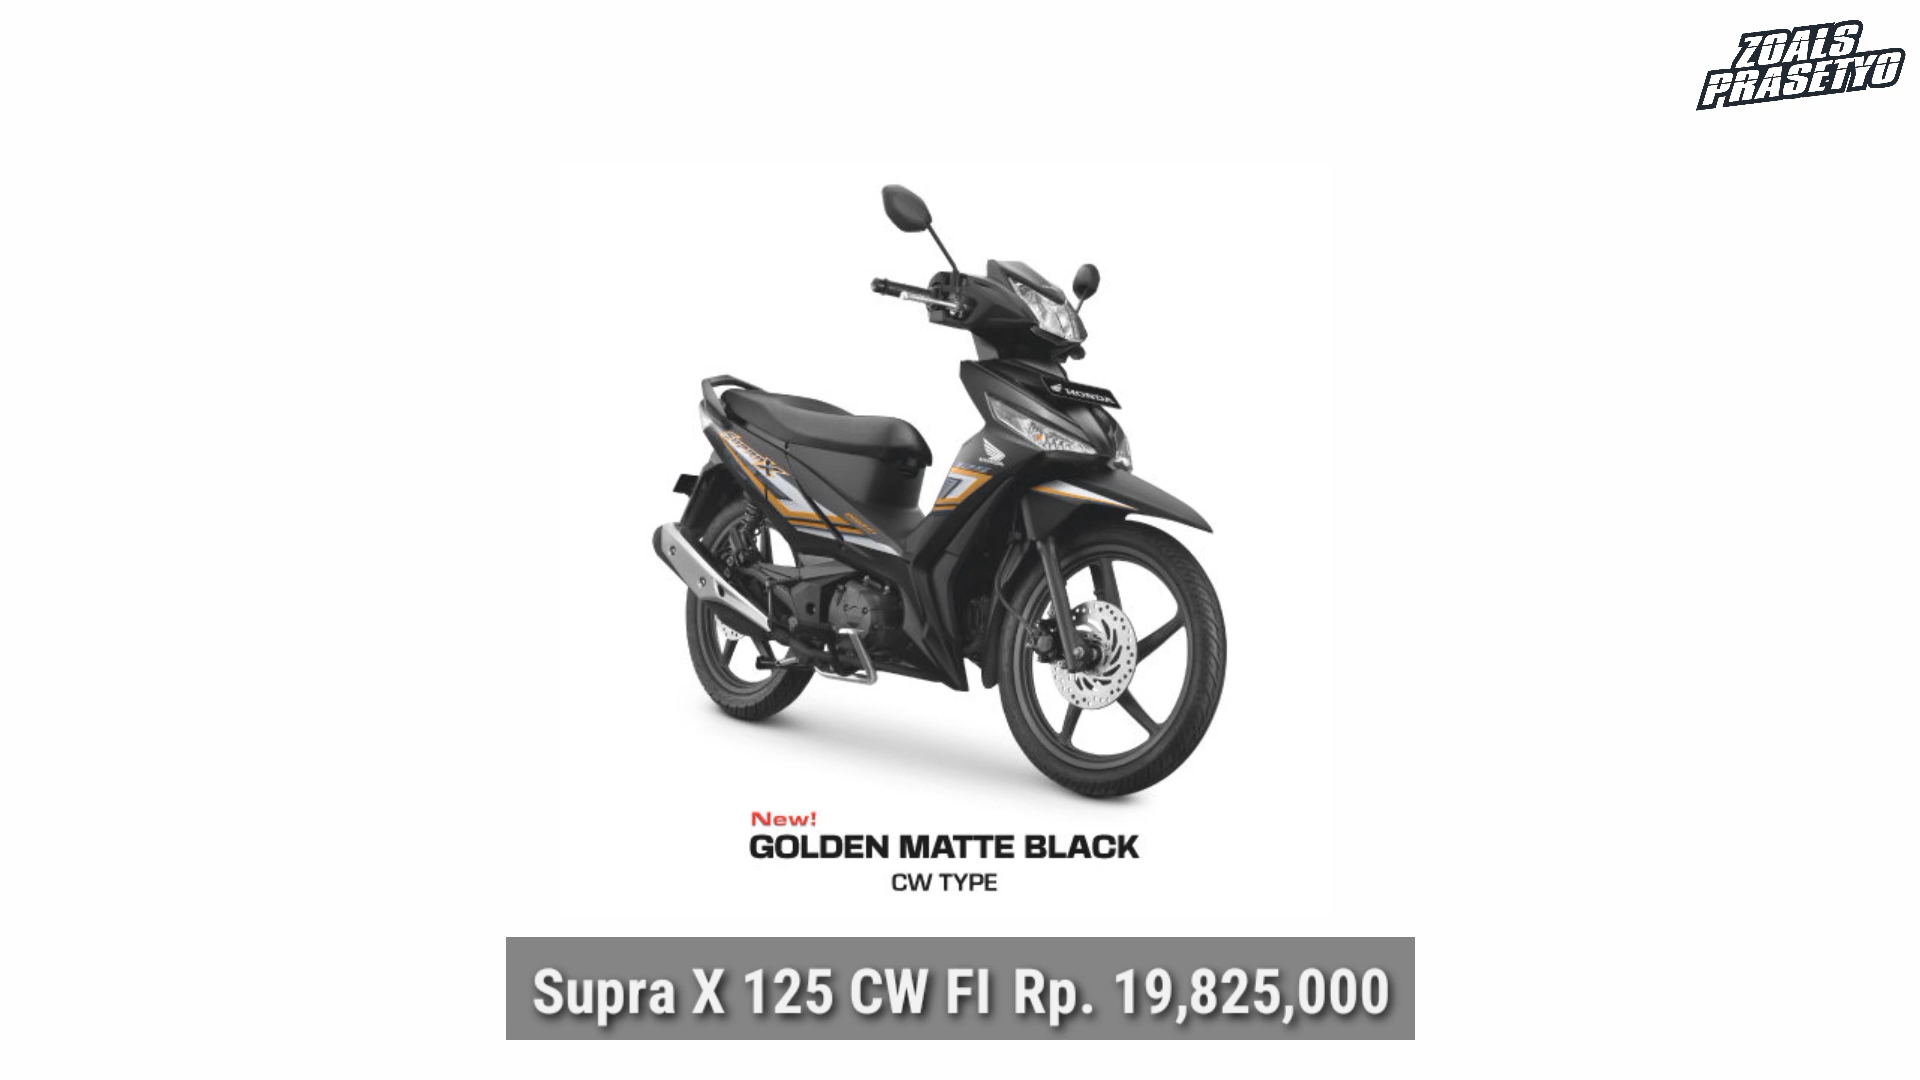 ZOALS
PRASETYO
HONDA
New!
GOLDEN MATTE BLACK
CW TYPE
Supra X 125 CW FI Rp. 19,825,000